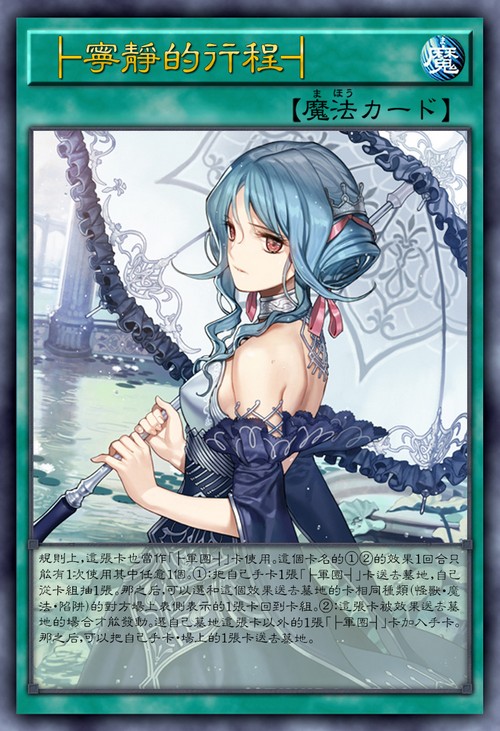 ├寧靜的行程┤
魔
【魔法カード】
ま ほう
規則上,這張卡也當作「├軍團┤」卡使用。這個卡名的①②的效果1回合只
能有1次使用其中任意1個。①:把自己手卡1張「├軍團┤」卡送去墓地,自己
從卡組抽1張。那之后,可以選和這個效果送去墓地的卡相同種類(怪獸·魔
法·陷阱)的對方場上表側表示的1張卡回到卡組。②:這張卡被效果送去墓
地的場合才能發動。選自己墓地這張卡以外的1張「├軍團┤」卡加入手卡。
那之後,可以把自己手卡·場上的1張卡送去墓地。